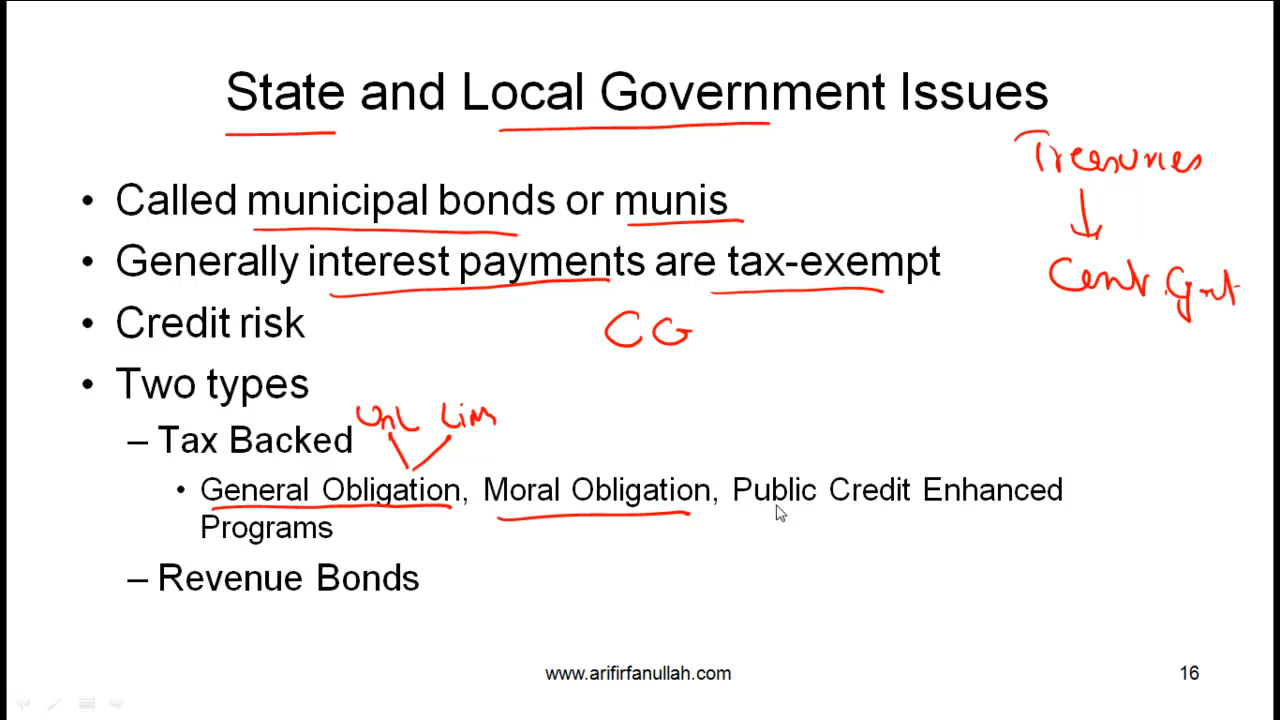 State and Local Government Issues
Treasuries
• Called municipal bonds or munis
• Generally interest payments are tax-exempt
Cent. Gvt
• Credit risk
CG
• Two types
Unl Lim
– Tax Backed
• General Obligation, Moral Obligation, Public Credit Enhanced
Programs
– Revenue Bonds
www.arifirfanullah.com
16